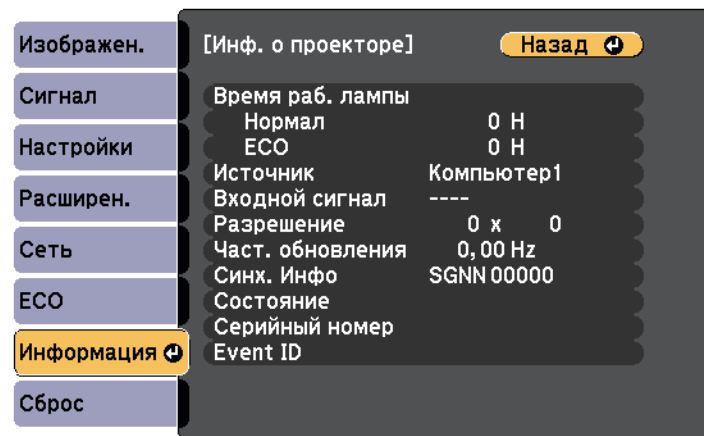 Изображен.
Сигнал
Настройки
Расширен.
Сеть
ECO
Информация
Сброс
[Инф. о проекторе]
Назад
Время раб. лампы
Нормал 0 H
ECO 0 H
Источник Компьютер1
Входной сигнал ----
Разрешение 0 x 0
Част. обновления 0,00 Hz
Синх. Инфо SGNN 00000
Состояние
Серийный номер
Event ID